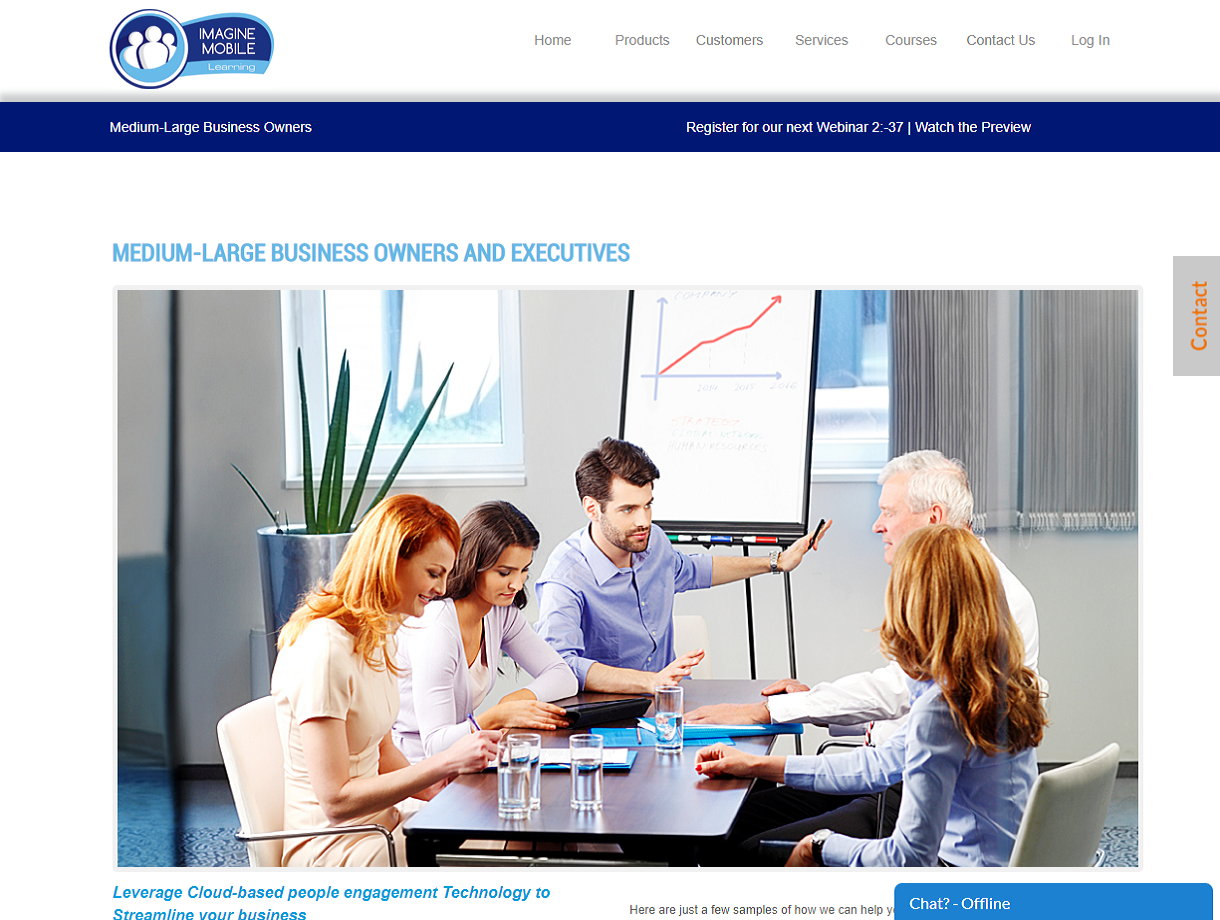 IMAGINE
MOBILE
Learning
Home Products Customers Services Courses Contact Us Log In
Medium-Large Business Owners
Register for our next Webinar 2:-37 | Watch the Preview
MEDIUM-LARGE BUSINESS OWNERS AND EXECUTIVES
Contact
COMPANY
2014 2015 2016
STRATEGY
HUMAN RESOURCES
Leverage Cloud-based people engagement Technology to
Streamline your business
Here are just a few samples of how we can help
Chat? - Offline